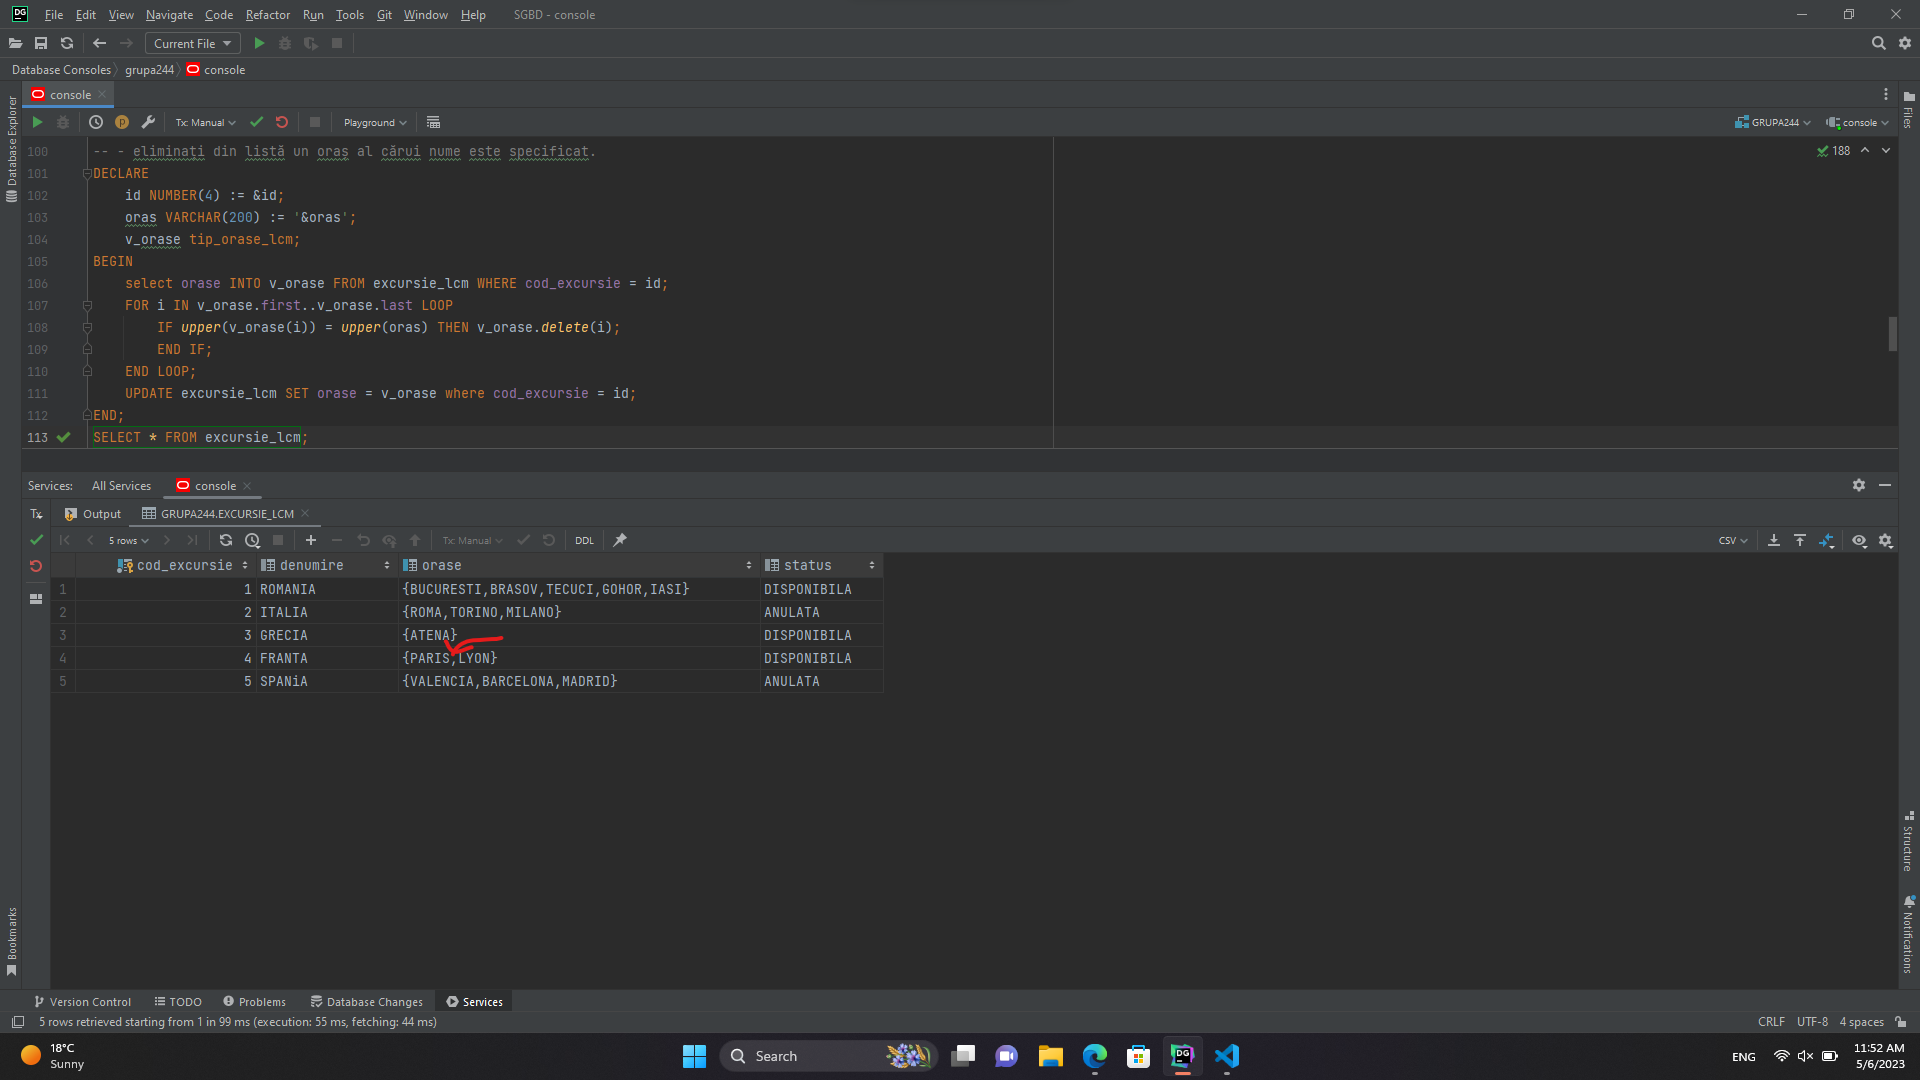 DG File Edit View Navigate Code Refactor Run Tools Git Window Help SGBD - console
Current File
Database Consoles grupa244 console
console
Tx: Manual Playground GRUPA244 console
100 -- - eliminați din listă un oraș al cărui nume este specificat.
188
101 DECLARE
102 id NUMBER(4) := &id;
103 oras VARCHAR(200) := '&oras';
104 v_orase tip_orase_lcm;
105 BEGIN
106 select orase INTO v_orase FROM excursie_lcm WHERE cod_excursie = id;
107 FOR i IN v_orase.first..v_orase.last LOOP
108 IF upper(v_orase(i)) = upper(oras) THEN v_orase.delete(i);
109 END IF;
110 END LOOP;
111 UPDATE excursie_lcm SET orase = v_orase where cod_excursie = id;
112 END;
113 SELECT * FROM excursie_lcm;
Services: All Services console
Tx Output GRUPA244.EXCURSIE_LCM
5 rows Tx: Manual DDL CSV
cod_excursie denumire orase status
1 1 ROMANIA {BUCURESTI,BRASOV,TECUCI,GOHOR,IASI} DISPONIBILA
2 2 ITALIA {ROMA,TORINO,MILANO} ANULATA
3 3 GRECIA {ATENA} DISPONIBILA
4 4 FRANTA {PARIS,LYON} DISPONIBILA
5 5 SPANiA {VALENCIA,BARCELONA,MADRID} ANULATA
Database Explorer
Bookmarks
Files
Structure
Notifications
Version Control TODO Problems Database Changes Services
5 rows retrieved starting from 1 in 99 ms (execution: 55 ms, fetching: 44 ms) CRLF UTF-8 4 spaces
18°C
Sunny
Search
DG
ENG
11:52 AM
5/6/2023